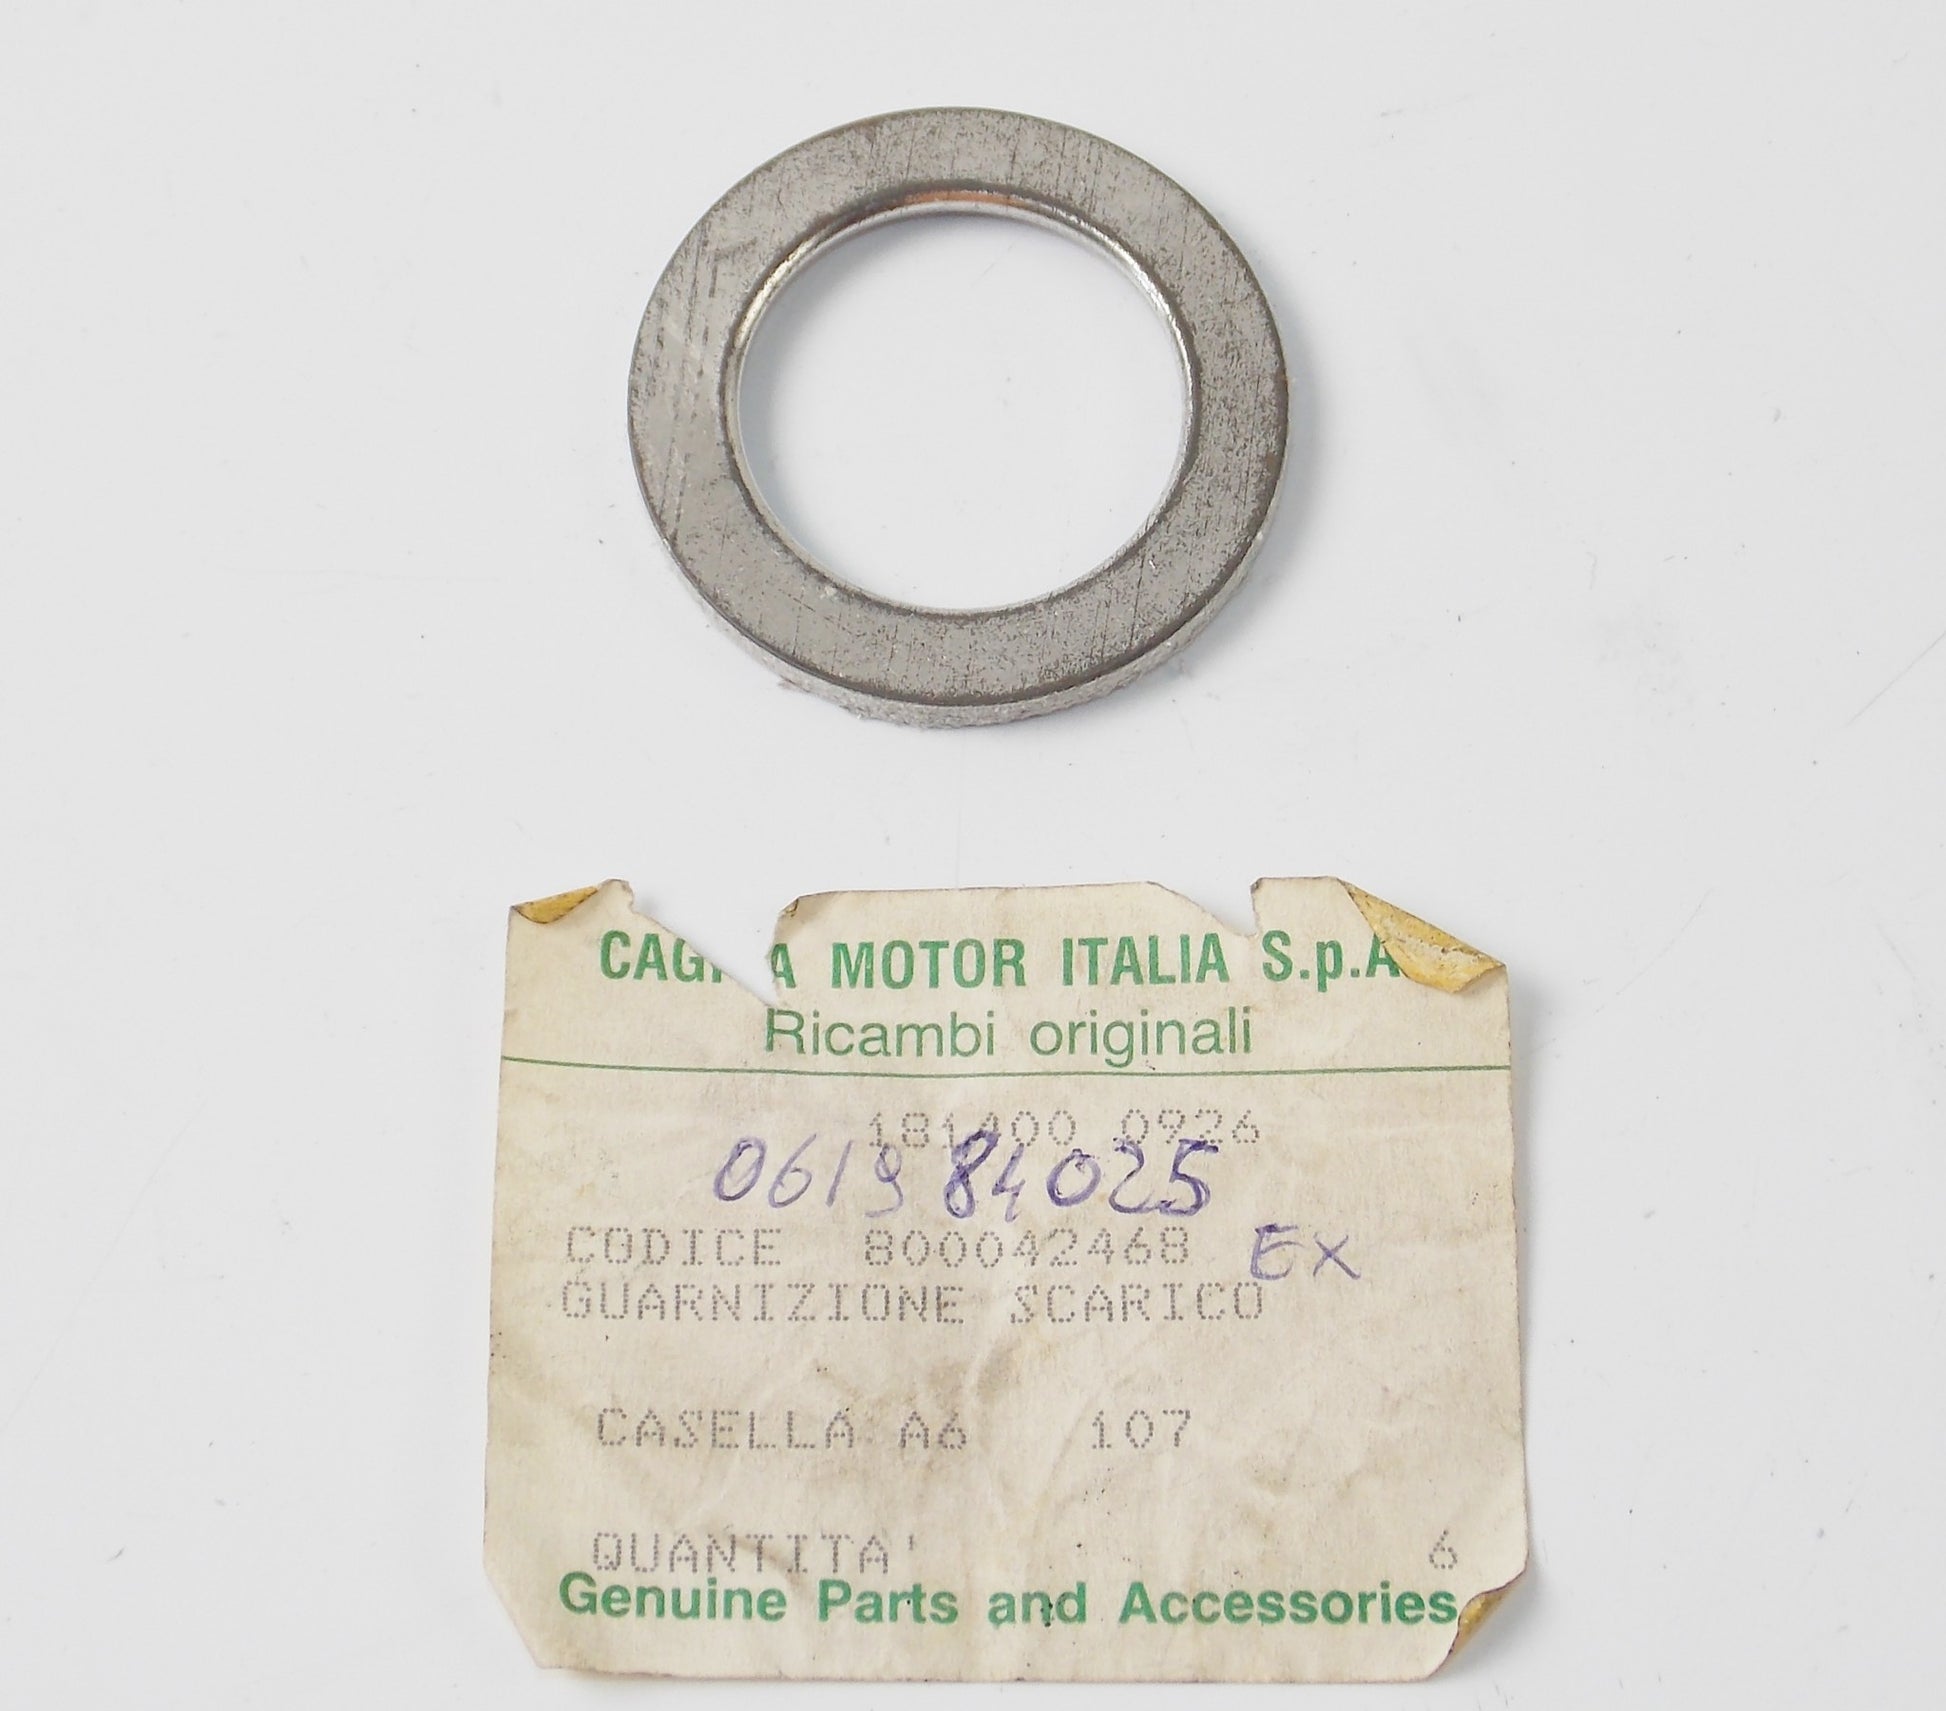 CAGIVA MOTOR ITALIA S.p.A
Ricambi originali
181400 0926
0619 84025
CODICE 800042468 EX
GUARNIZIONE SCARICO
CASELLA A6 107
QUANTITA' 6
Genuine Parts and Accessories